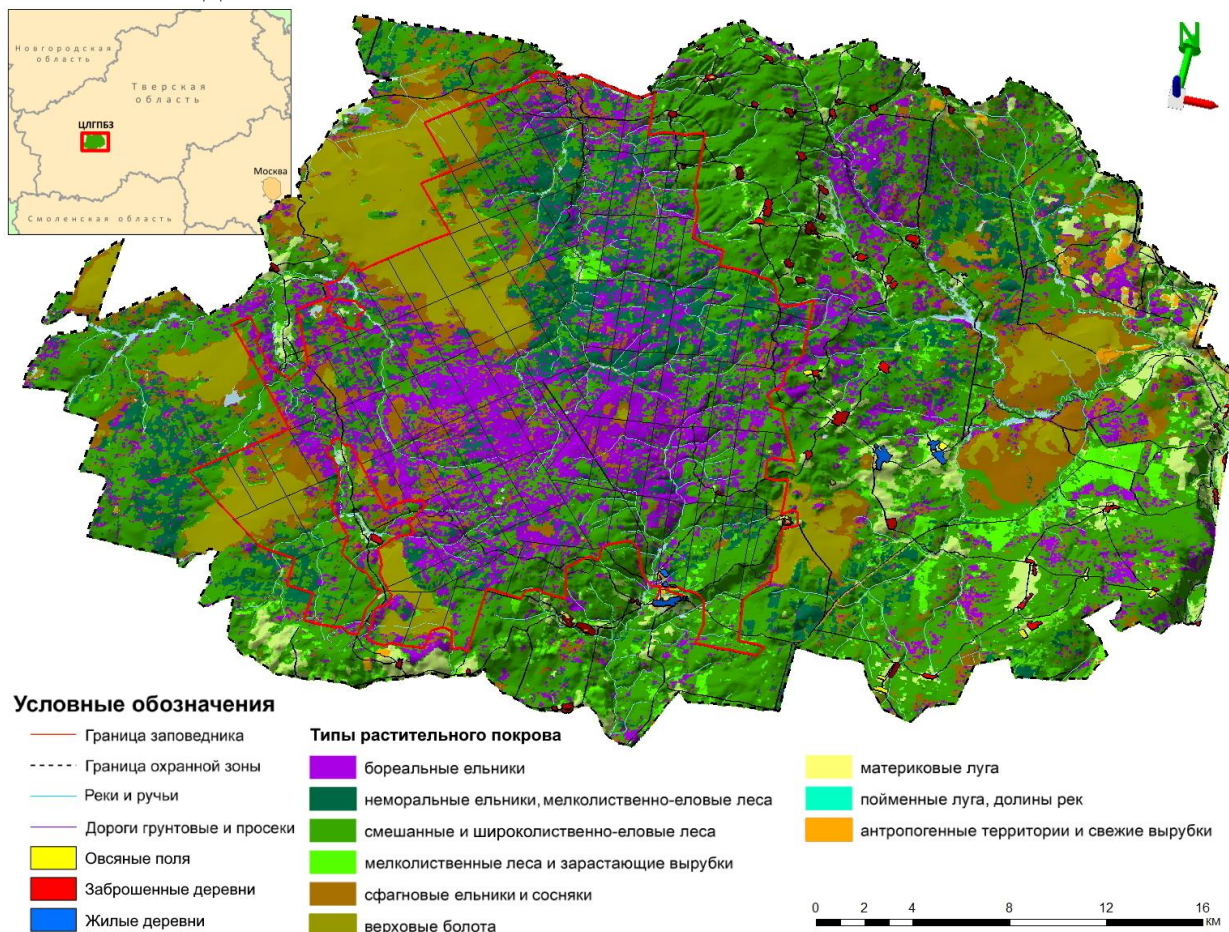 Новгородская
область
Тверская
область
ЦЛГПБЗ
Москва
Смоленская область
N
Условные обозначения
Граница заповедника
Граница охранной зоны
Реки и ручьи
Дороги грунтовые и просеки
Овсяные поля
Заброшенные деревни
Жилые деревни
Типы растительного покрова
бореальные ельники
неморальные ельники, мелколиственно-еловые леса
смешанные и широколиственно-еловые леса
мелколиственные леса и зарастающие вырубки
сфагновые ельники и сосняки
верховые болота
материковые луга
пойменные луга, долины рек
антропогенные территории и свежие вырубки
0 2 4 8 12 16
км